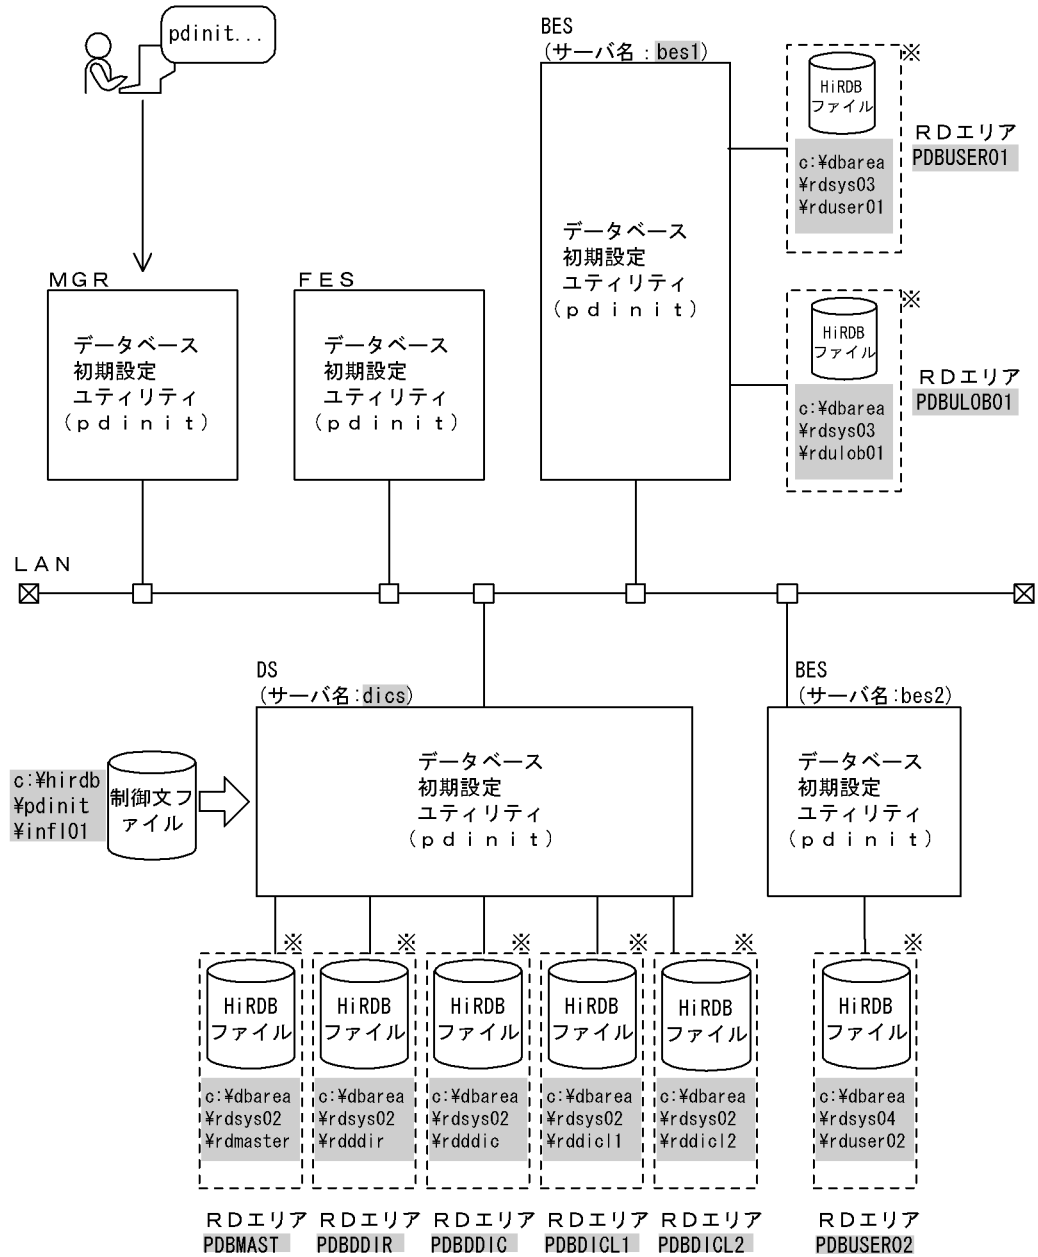 pdinit...
BES
(サーバ名：bes1)
※
HiRDB
ファイル
c:¥dbarea
¥rdsys03
¥rduser01
ＲＤエリア
PDBUSER01
データベース
初期設定
ユティリティ
(ｐｄｉｎｉｔ)
※
HiRDB
ファイル
c:¥dbarea
¥rdsys03
¥rdulob01
ＲＤエリア
PDBULOB01
ＭＧＲ
データベース
初期設定
ユティリティ
(ｐｄｉｎｉｔ)
ＦＥＳ
データベース
初期設定
ユティリティ
(ｐｄｉｎｉｔ)
ＬＡＮ
DS
(サーバ名:dics)
データベース
初期設定
ユティリティ
(ｐｄｉｎｉｔ)
BES
(サーバ名:bes2)
データベース
初期設定
ユティリティ
(ｐｄｉｎｉｔ)
c:¥hirdb
¥pdinit
¥infl01
制御文フ
ァイル
※
HiRDB
ファイル
c:¥dbarea
¥rdsys02
¥rdmaster
ＲＤエリア
PDBMAST
※
HiRDB
ファイル
c:¥dbarea
¥rdsys02
¥rdddir
ＲＤエリア
PDBDDIR
※
HiRDB
ファイル
c:¥dbarea
¥rdsys02
¥rdddic
ＲＤエリア
PDBDDIC
※
HiRDB
ファイル
c:¥dbarea
¥rdsys02
¥rddicl1
ＲＤエリア
PDBDICL1
※
HiRDB
ファイル
c:¥dbarea
¥rdsys02
¥rddicl2
ＲＤエリア
PDBDICL2
※
HiRDB
ファイル
c:¥dbarea
¥rdsys04
¥rduser02
ＲＤエリア
PDBUSER02